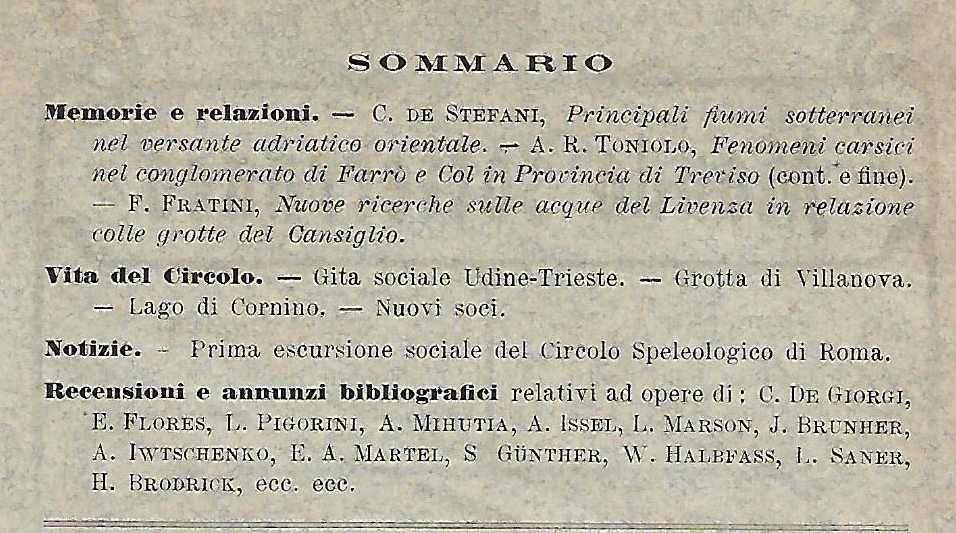 SOMMARIO
Memorie e relazioni. — C. DE STEFANI, Principali fiumi sotterranei
nel versante adriatico orientale. — A. R. TONIOLO, Fenomeni carsici
nel conglomerato di Farrò e Col in Provincia di Treviso (cont. e fine).
— F. FRATINI, Nuove ricerche sulle acque del Livenza in relazione
colle grotte del Cansiglio.
Vita del Circolo. — Gita sociale Udine-Trieste. — Grotta di Villanova.
— Lago di Cornino. — Nuovi soci.
Notizie. - Prima escursione sociale del Circolo Speleologico di Roma.
Recensioni e annunzi bibliografici relativi ad opere di: C. DE GIORGI,
E. FLORES, L. PIGORINI, A. MIHUTIA, A. ISSEL, L. MARSON, J. BRUNHER,
A. IWTSCHENKO, E. A. MARTEL, S GÜNTHER, W. HALBFASS, L. SANER,
H. BRODRICK, ecc. ecc.